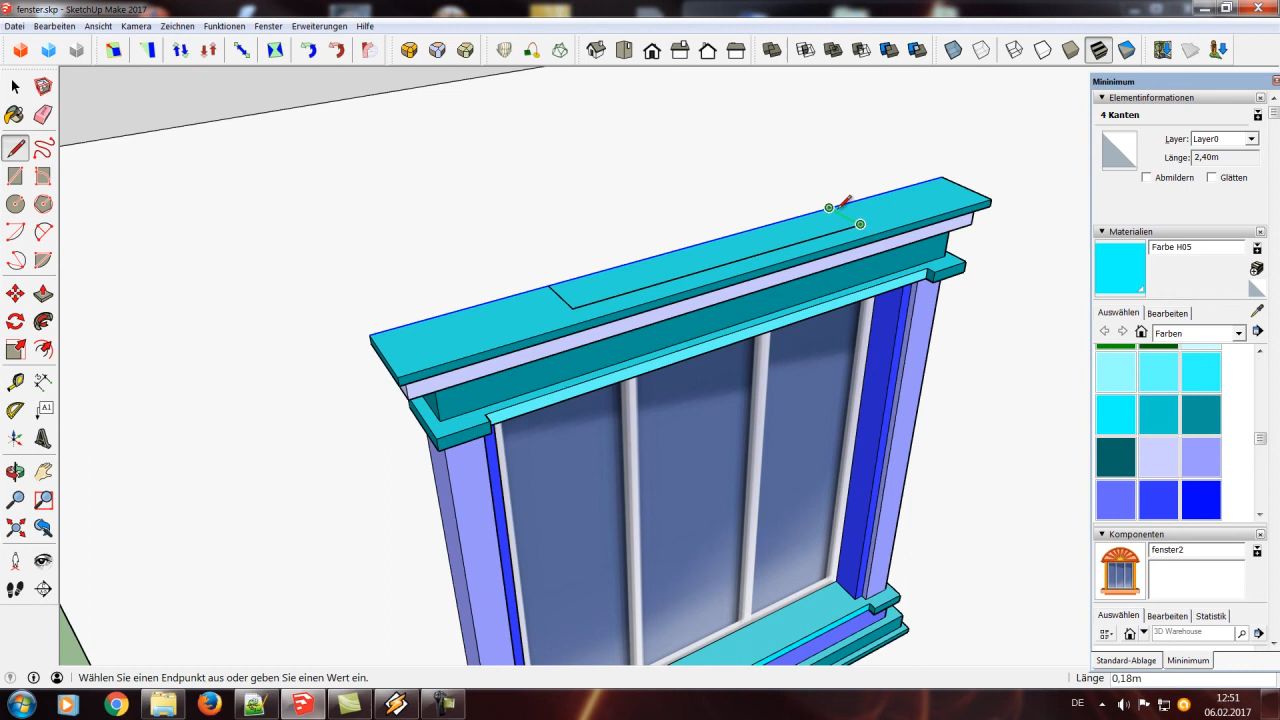 fenster.skp - SketchUp Make 2017
Datei Bearbeiten Ansicht Kamera Zeichnen Funktionen Fenster Erweiterungen Hilfe
Mininimum
Elementinformationen
4 Kanten
Layer: Layer0
Länge: 2,40m
Abmildern Glätten
Materialien
Farbe H05
Auswählen Bearbeiten
Farben
A1
Komponenten
fenster2
Auswählen Bearbeiten Statistik
3D Warehouse
Standard-Ablage Mininimum
Wählen Sie einen Endpunkt aus oder geben Sie einen Wert ein.
Länge 0,18m
DE
12:51
06.02.2017